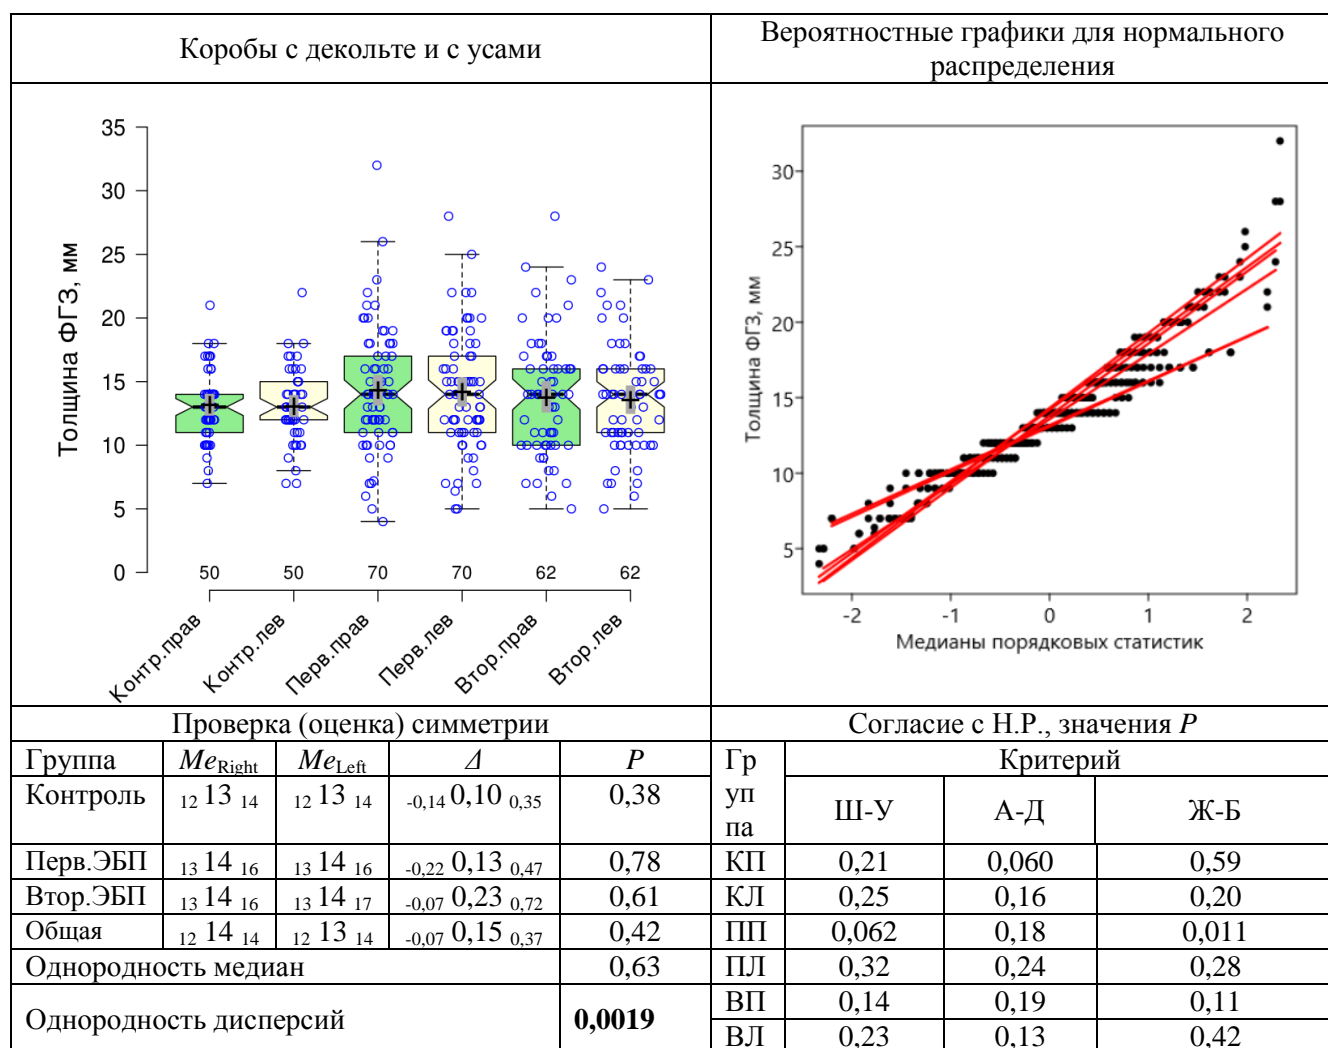 Коробы с декольте и с усами
Вероятностные графики для нормального
распределения
Толщина ФГЗ, мм
35
30
25
20
15
10
5
0
50 50 70 70 62 62
Контр.прав
Контр.лев
Перв.прав
Перв.лев
Втор.прав
Втор.лев
Толщина ФГЗ, мм
30
25
20
15
10
5
-2 -1 0 1 2
Медианы порядковых статистик
Проверка (оценка) симметрии
Группа Me Right Me Left Δ P
Контроль 12 13 14 12 13 14 -0,14 0,10 0,35 0,38
Перв.ЭБП 13 14 16 13 14 16 -0,22 0,13 0,47 0,78
Втор.ЭБП 13 14 16 13 14 17 -0,07 0,23 0,72 0,61
Общая 12 14 14 12 13 14 -0,07 0,15 0,37 0,42
Однородность медиан 0,63
Однородность дисперсий 0,0019
Согласие с Н.Р., значения P
Гр
уп
па
Критерий
Ш-У А-Д Ж-Б
КП 0,21 0,060 0,59
КЛ 0,25 0,16 0,20
ПП 0,062 0,18 0,011
ПЛ 0,32 0,24 0,28
ВП 0,14 0,19 0,11
ВЛ 0,23 0,13 0,42